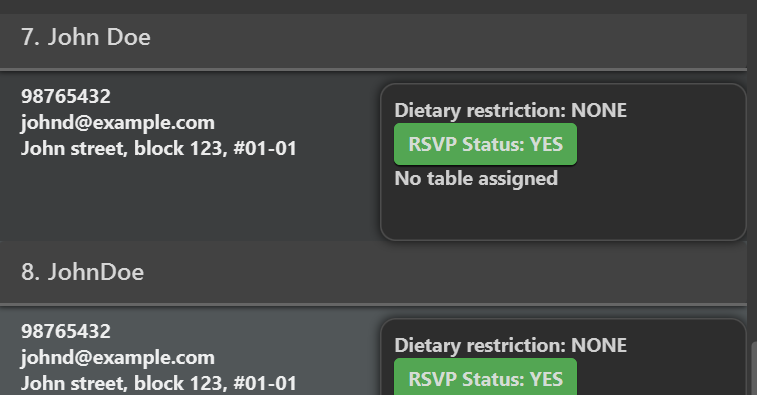 7. John Doe
98765432
johnd@example.com
John street, block 123, #01-01
Dietary restriction: NONE
RSVP Status: YES
No table assigned
8. JohnDoe
98765432
johnd@example.com
John street, block 123, #01-01
Dietary restriction: NONE
RSVP Status: YES